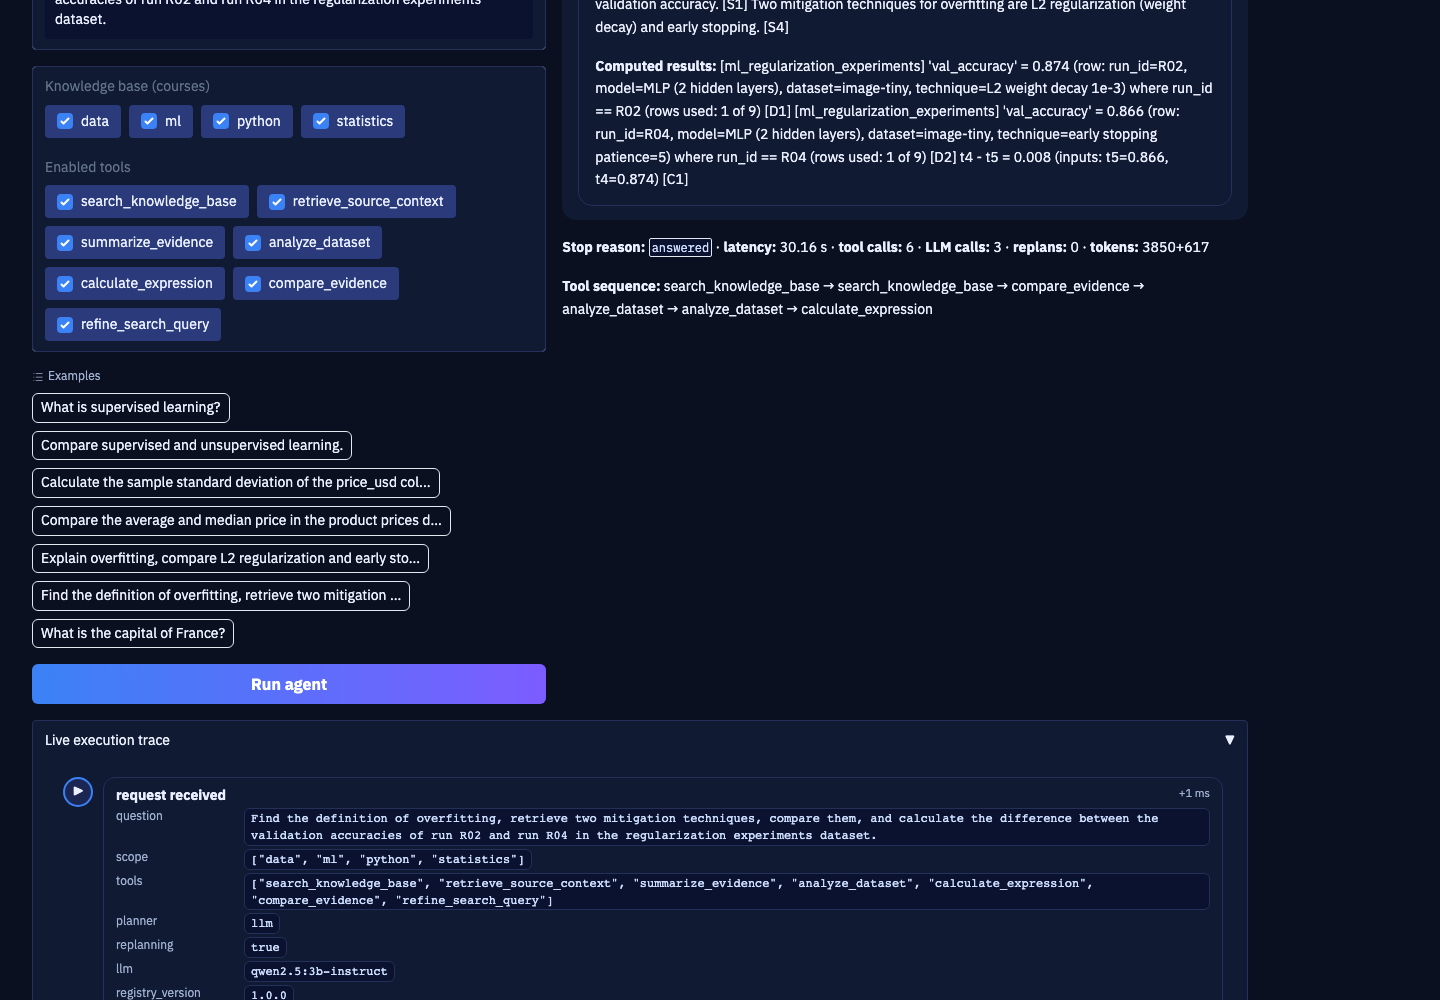 accuracies of run R02 and run R04 in the regularization experiments
dataset.
Knowledge base (courses)
data
ml
python
statistics
Enabled tools
search_knowledge_base
retrieve_source_context
summarize_evidence
analyze_dataset
calculate_expression
compare_evidence
refine_search_query
Examples
What is supervised learning?
Compare supervised and unsupervised learning.
Calculate the sample standard deviation of the price_usd col...
Compare the average and median price in the product prices d...
Explain overfitting, compare L2 regularization and early sto...
Find the definition of overfitting, retrieve two mitigation ...
What is the capital of France?
Run agent
validation accuracy. [S1] Two mitigation techniques for overfitting are L2 regularization (weight
decay) and early stopping. [S4]
Computed results: [ml_regularization_experiments] 'val_accuracy' = 0.874 (row: run_id=R02,
model=MLP (2 hidden layers), dataset=image-tiny, technique=L2 weight decay 1e-3) where run_id
== R02 (rows used: 1 of 9) [D1] [ml_regularization_experiments] 'val_accuracy' = 0.866 (row:
run_id=R04, model=MLP (2 hidden layers), dataset=image-tiny, technique=early stopping
patience=5) where run_id == R04 (rows used: 1 of 9) [D2] t4 - t5 = 0.008 (inputs: t5=0.866,
t4=0.874) [C1]
Stop reason: answered · latency: 30.16 s · tool calls: 6 · LLM calls: 3 · replans: 0 · tokens: 3850+617
Tool sequence: search_knowledge_base → search_knowledge_base → compare_evidence →
analyze_dataset → analyze_dataset → calculate_expression
Live execution trace
▼
request received
+1 ms
question
Find the definition of overfitting, retrieve two mitigation techniques, compare them, and calculate the difference between the
validation accuracies of run R02 and run R04 in the regularization experiments dataset.
scope
["data", "ml", "python", "statistics"]
tools
["search_knowledge_base", "retrieve_source_context", "summarize_evidence", "analyze_dataset", "calculate_expression",
"compare_evidence", "refine_search_query"]
planner
llm
replanning
true
llm
qwen2.5:3b-instruct
registry_version
1.0.0